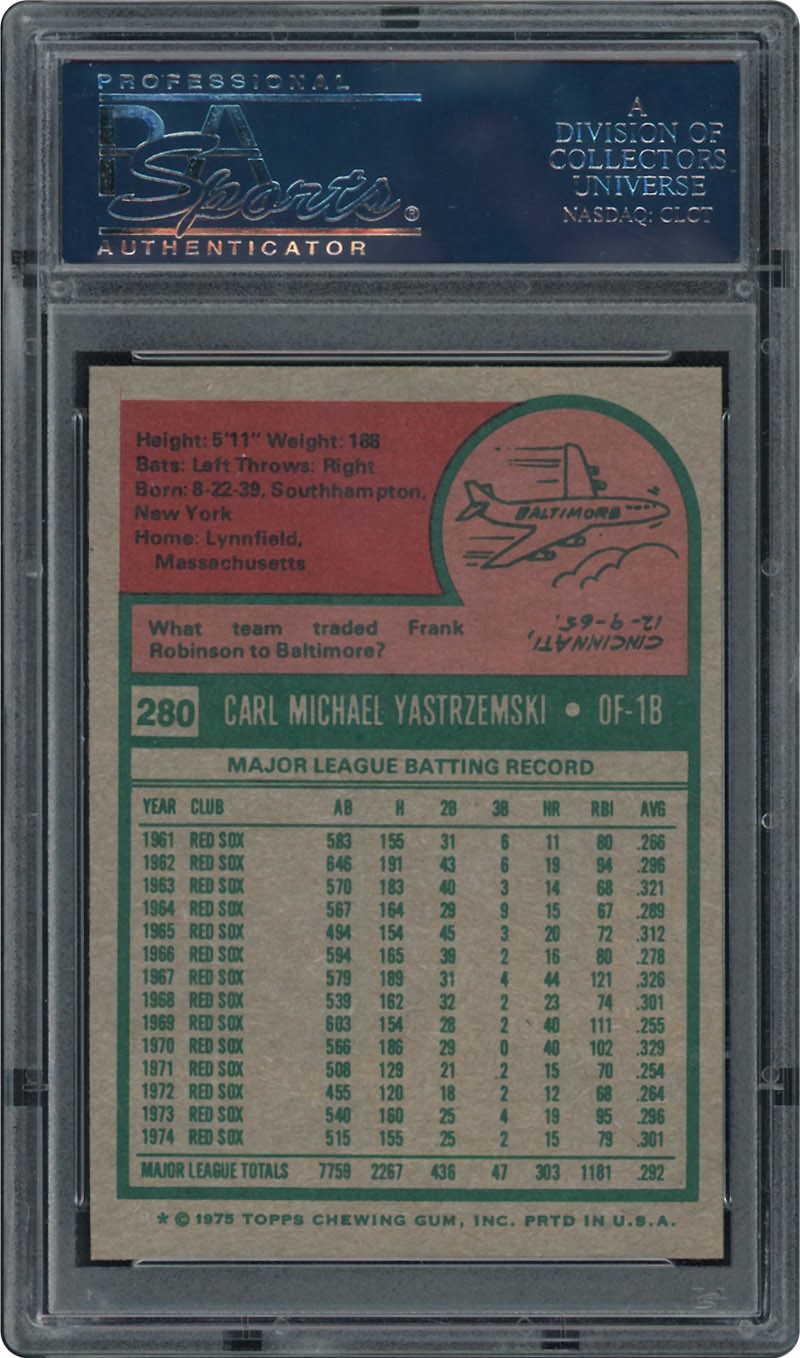 PROFESSIONAL
PSA
Sports®
AUTHENTICATOR
A
DIVISION OF
COLLECTORS
UNIVERSE
NASDAQ: CLCT
Height: 5'11" Weight: 188
Bats: Left Throws: Right
Born: 8-22-39, Southhampton,
New York
Home: Lynnfield,
Massachusetts
BALTIMORE
What team traded Frank
Robinson to Baltimore?
CINCINNATI,
12-9-65!
280 CARL MICHAEL YASTRZEMSKI • OF-1B
MAJOR LEAGUE BATTING RECORD
YEAR CLUB AB H 2B 3B HR RBI AVG
1961 RED SOX 583 155 31 6 11 80 .266
1962 RED SOX 646 191 43 6 19 94 .296
1963 RED SOX 570 183 40 3 14 68 .321
1964 RED SOX 567 164 29 9 15 67 .289
1965 RED SOX 494 154 45 3 20 72 .312
1966 RED SOX 594 165 39 2 16 80 .278
1967 RED SOX 579 189 31 4 44 121 .326
1968 RED SOX 539 162 32 2 23 74 .301
1969 RED SOX 603 154 28 2 40 111 .255
1970 RED SOX 566 186 29 0 40 102 .329
1971 RED SOX 508 129 21 .2 15 70 .254
1972 RED SOX 455 120 18 2 12 68 .264
1973 RED SOX 540 160 25 4 19 95 .296
1974 RED SOX 515 155 25 2 15 79 .301
MAJOR LEAGUE TOTALS 7759 2267 436 47 303 1181 .292
* © 1975 TOPPS CHEWING GUM, INC. PRTD IN U.S.A.